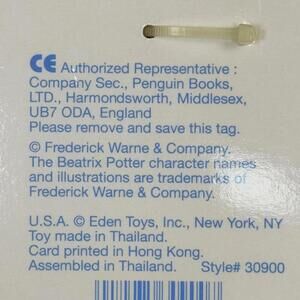 CE Authorized Representative :
Company Sec., Penguin Books,
LTD., Harmondsworth, Middlesex,
UB7 ODA, England
Please remove and save this tag.
© Frederick Warne & Company.
The Beatrix Potter character names
and illustrations are trademarks of
Frederick Warne & Company.
U.S.A. © Eden Toys, Inc., New York, NY
Toy made in Thailand.
Card printed in Hong Kong.
Assembled in Thailand. Style# 30900